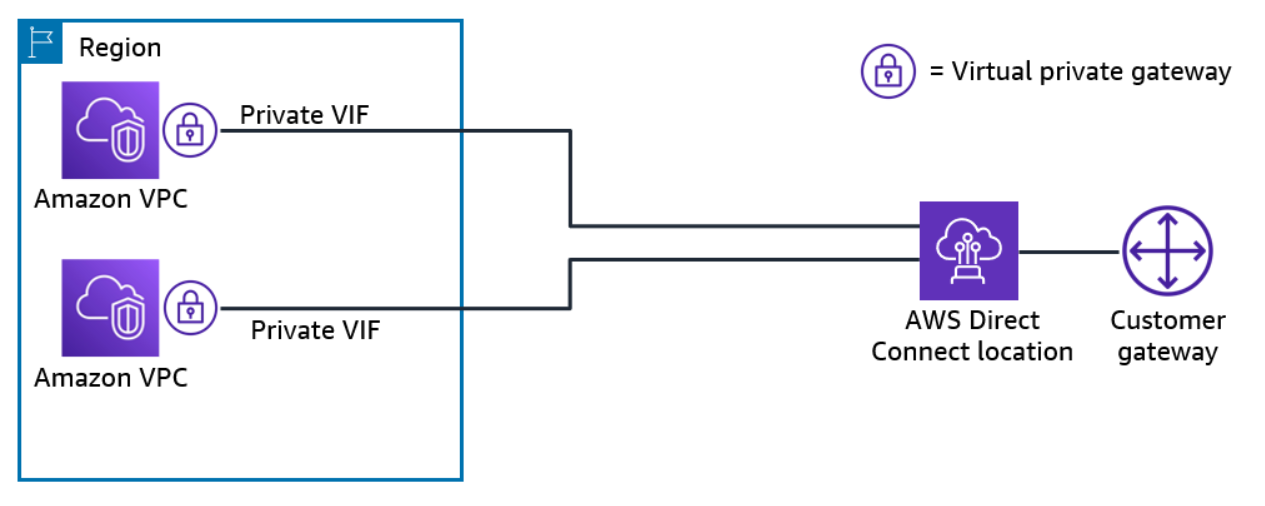 Region
= Virtual private gateway
Private VIF
Amazon VPC
Private VIF
Amazon VPC
AWS Direct
Connect location
Customer
gateway